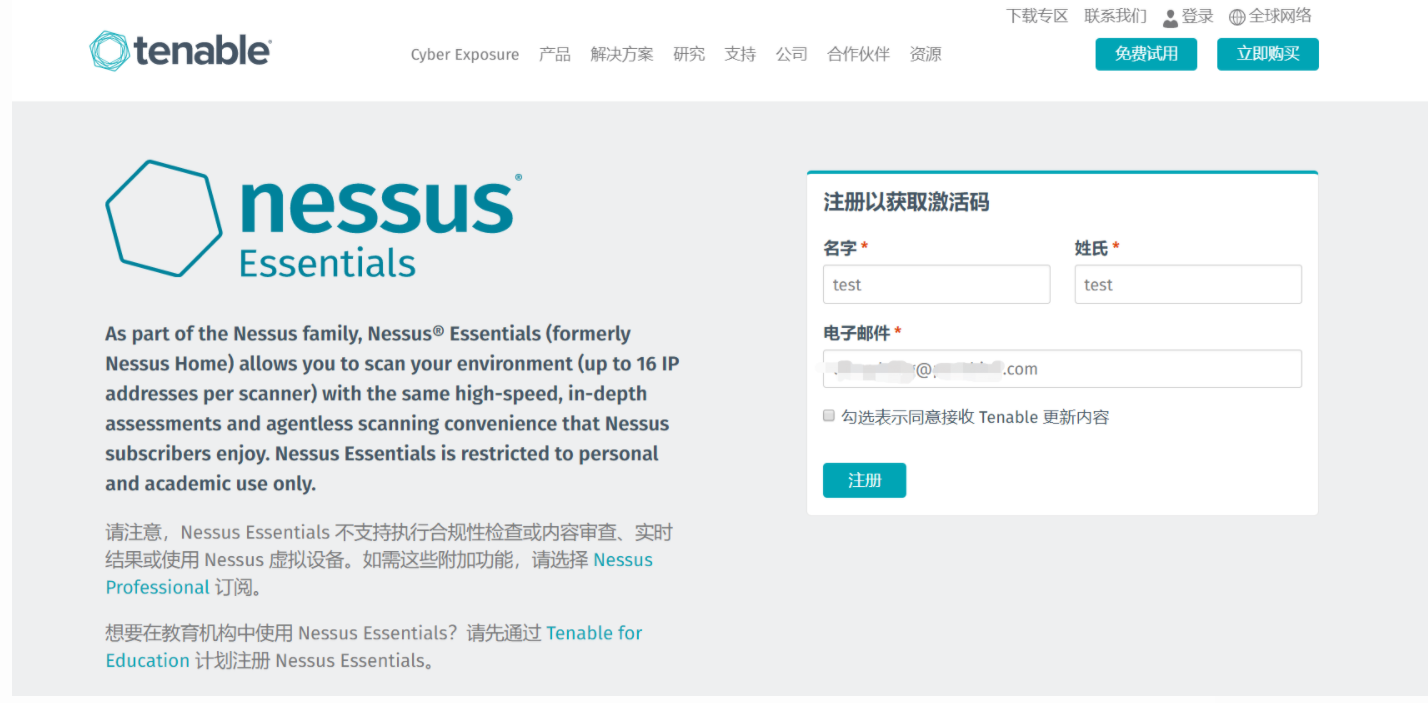 下载专区 联系我们 登录 全球网络
tenable
Cyber Exposure 产品 解决方案 研究 支持 公司 合作伙伴 资源
免费试用 立即购买
nessus®
Essentials
As part of the Nessus family, Nessus® Essentials (formerly
Nessus Home) allows you to scan your environment (up to 16 IP
addresses per scanner) with the same high-speed, in-depth
assessments and agentless scanning convenience that Nessus
subscribers enjoy. Nessus Essentials is restricted to personal
and academic use only.
请注意，Nessus Essentials 不支持执行合规性检查或内容审查、实时
结果或使用 Nessus 虚拟设备。如需这些附加功能，请选择 Nessus
Professional 订阅。
想要在教育机构中使用 Nessus Essentials？请先通过 Tenable for
Education 计划注册 Nessus Essentials。
注册以获取激活码
名字 * 姓氏 *
test test
电子邮件 *
@ .com
勾选表示同意接收 Tenable 更新内容
注册